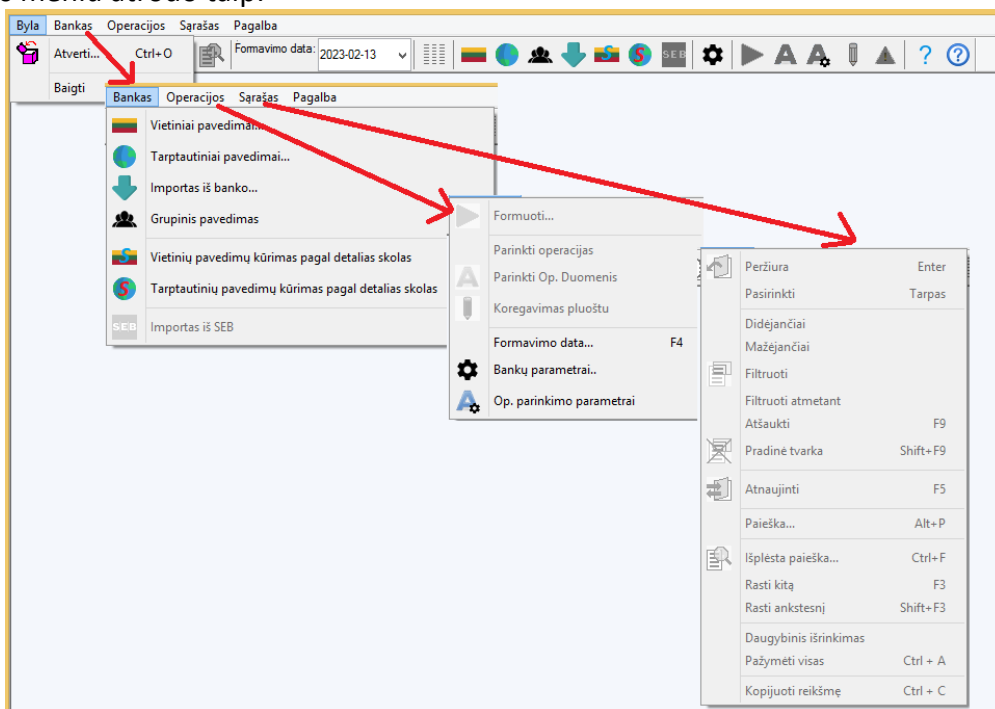 Byla Bankas Operacijos Sąrašas Pagalba
Atverti... Ctrl+O
Formavimo data: 2023-02-13
SEB
Baigti
Bankas Operacijos Sąrašas Pagalba
Vietiniai pavedimai...
Tarptautiniai pavedimai...
Importas iš banko...
Grupinis pavedimas
Vietinių pavedimų kūrimas pagal detalias skolas
Tarptautinių pavedimų kūrimas pagal detalias skolas
SEB Importas iš SEB
Formuoti...
Parinkti operacijas
Parinkti Op. Duomenis
Koregavimas pluoštu
Formavimo data... F4
Bankų parametrai..
Op. parinkimo parametrai
Peržiura Enter
Pasirinkti Tarpas
Didėjančiai
Mažėjančiai
Filtruoti
Filtruoti atmetant
Atšaukti F9
Pradinė tvarka Shift+F9
Atnaujinti F5
Paieška... Alt+P
Išplėsta paieška... Ctrl+F
Rasti kitą F3
Rasti ankstesnį Shift+F3
Daugybinis išrinkimas
Pažymėti visas Ctrl + A
Kopijuoti reikšmę Ctrl + C